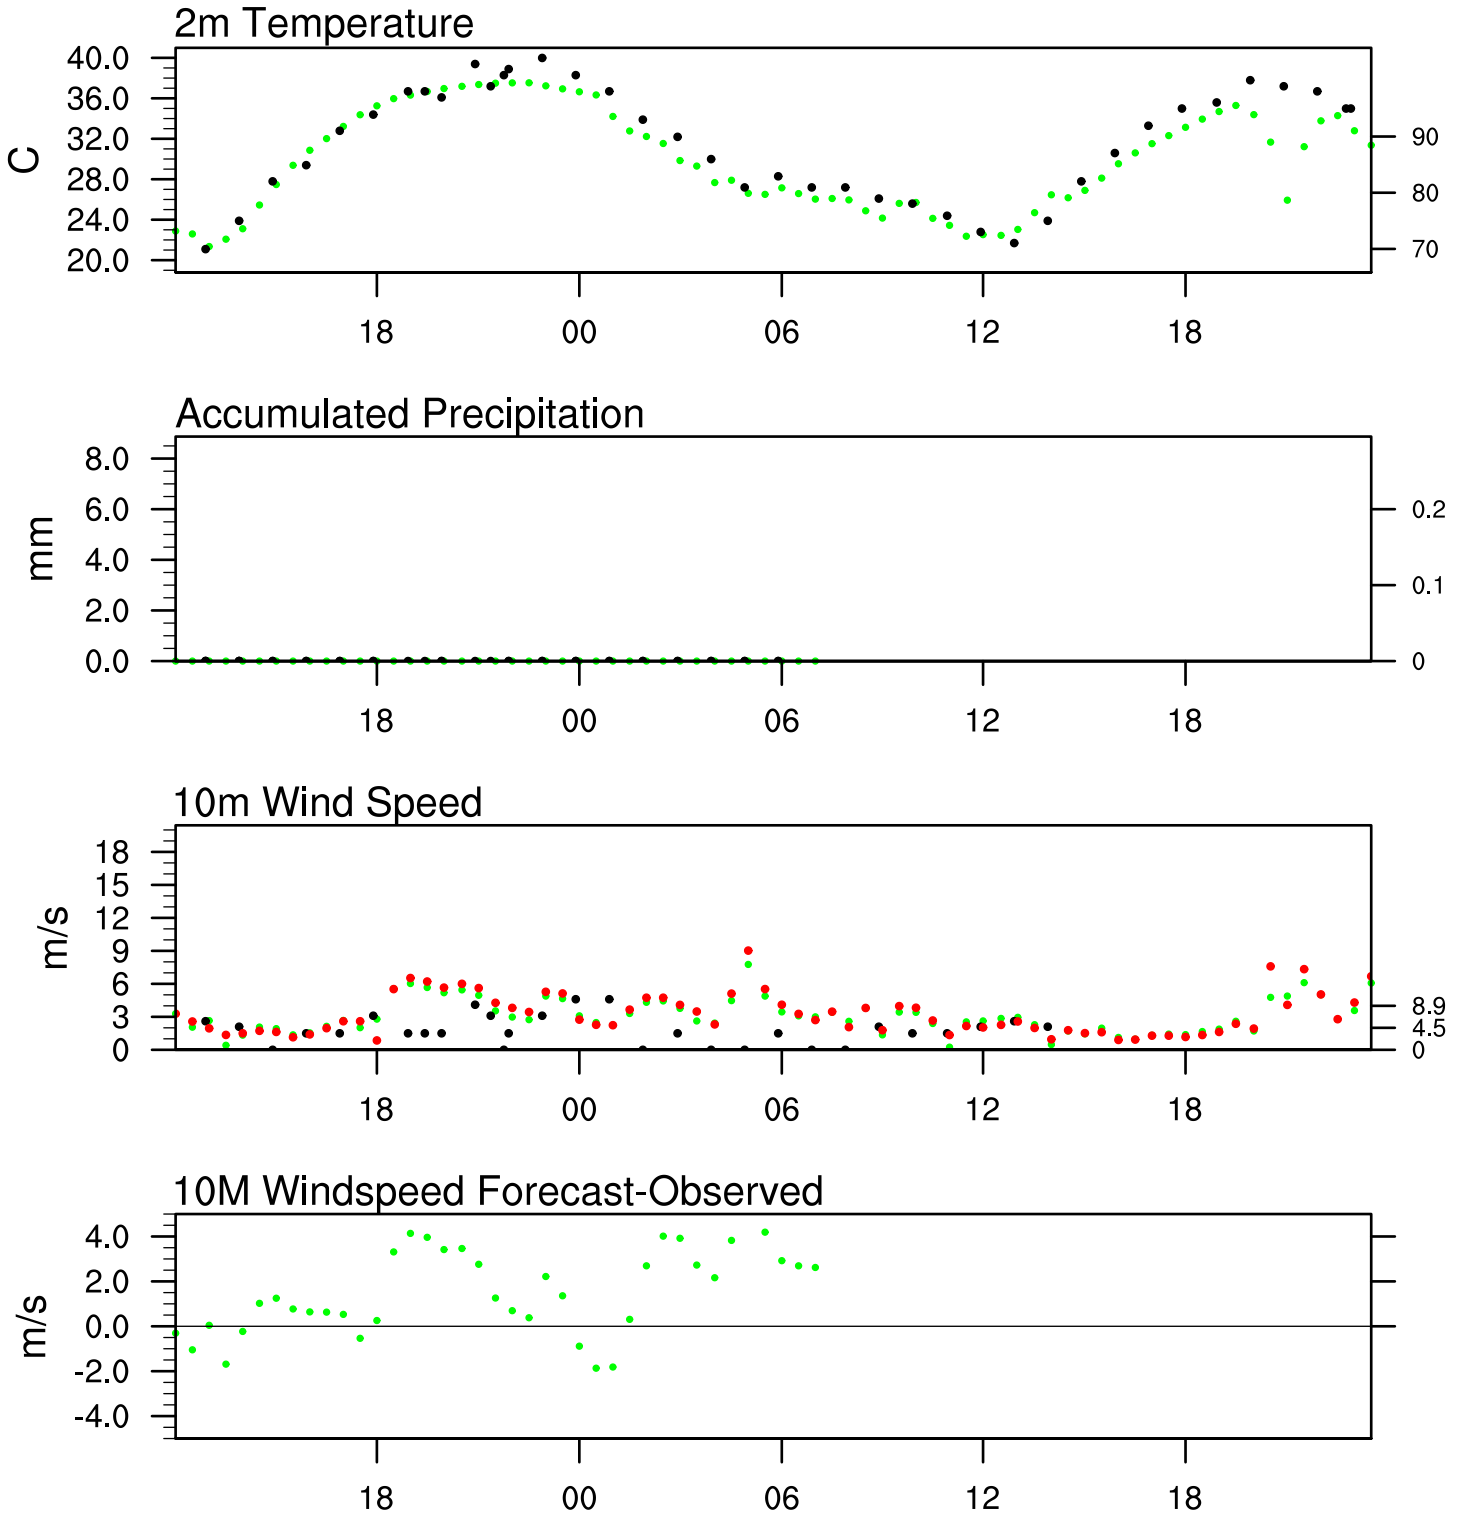 2m Temperature
40.0
36.0
32.0
28.0
24.0
20.0
C
90
80
70
18 00 06 12 18
Accumulated Precipitation
8.0
6.0
4.0
2.0
0.0
mm
0.2
0.1
0
18 00 06 12 18
10m Wind Speed
18
15
12
9
6
3
0
m/s
8.9
4.5
0
18 00 06 12 18
10M Windspeed Forecast-Observed
4.0
2.0
0.0
-2.0
-4.0
m/s
18 00 06 12 18